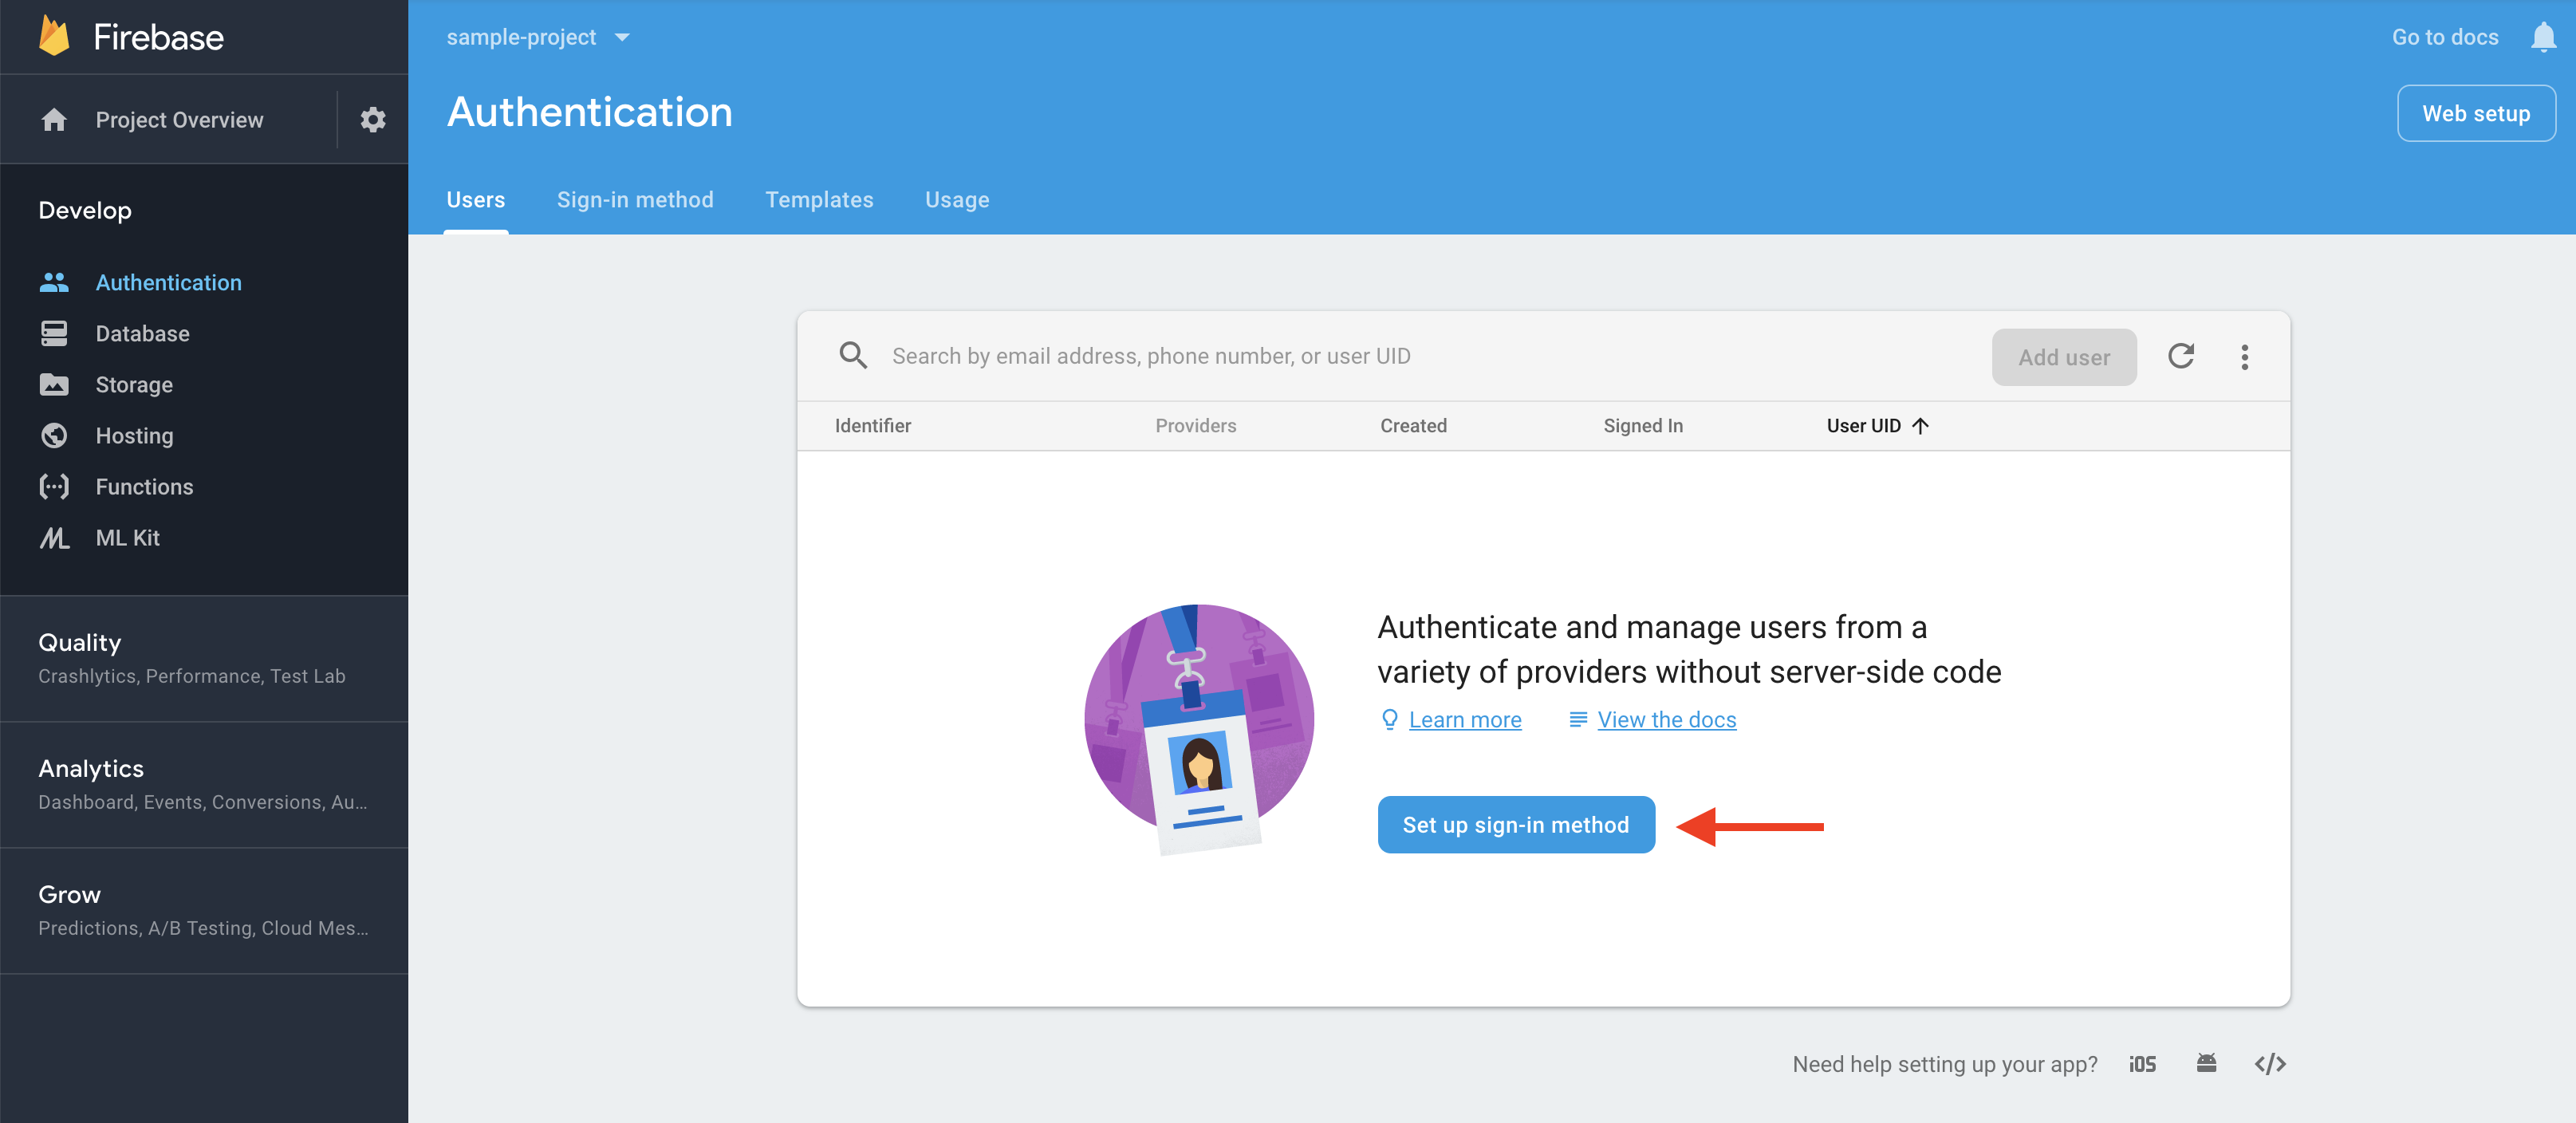 Firebase
Project Overview
Develop
Authentication
Database
Storage
Hosting
Functions
ML Kit
Quality
Crashlytics, Performance, Test Lab
Analytics
Dashboard, Events, Conversions, Au...
Grow
Predictions, A/B Testing, Cloud Mes...
sample-project
Go to docs
Authentication
Web setup
Users Sign-in method Templates Usage
Search by email address, phone number, or user UID
Add user
Identifier Providers Created Signed In User UID
Authenticate and manage users from a
variety of providers without server-side code
Learn more View the docs
Set up sign-in method
Need help setting up your app? iOS